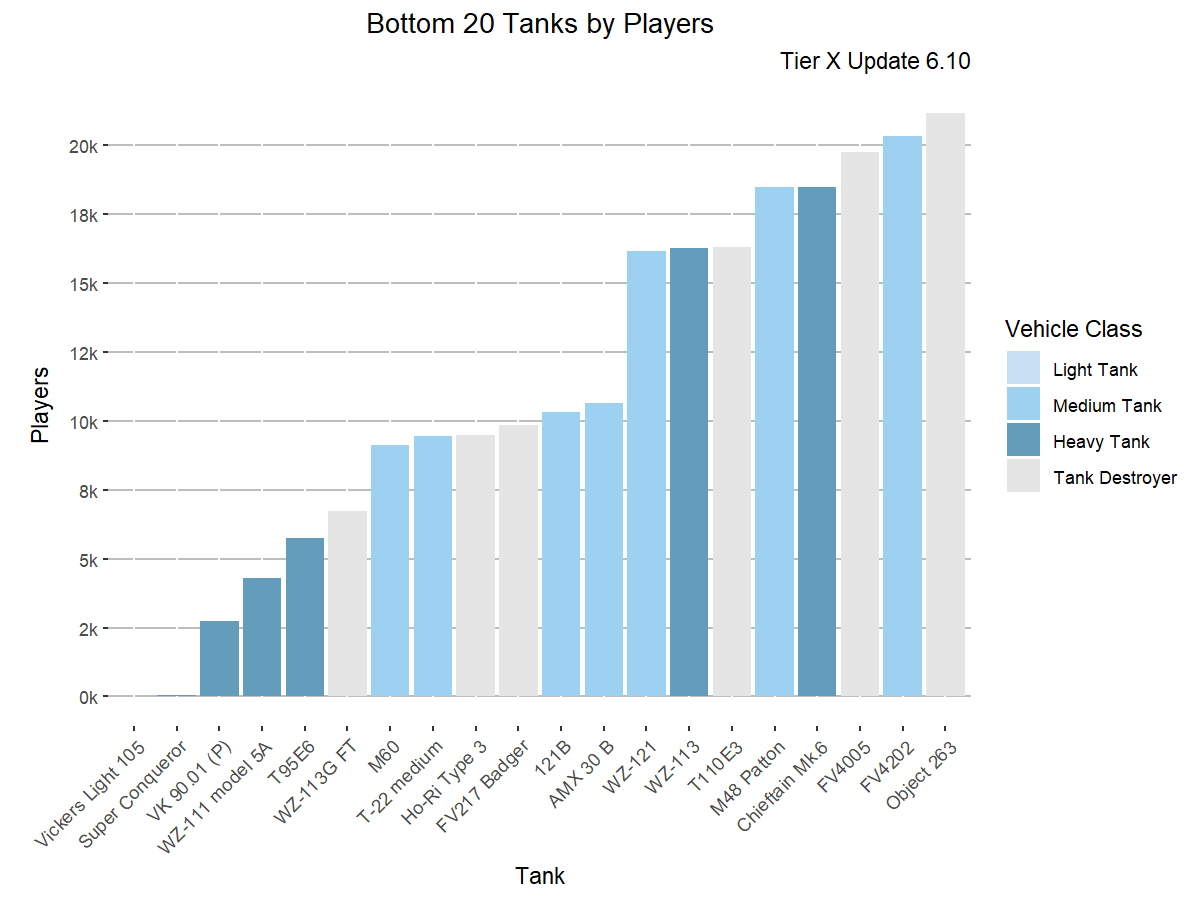 Bottom 20 Tanks by Players
Tier X Update 6.10
Players
20k
18k
15k
12k
10k
8k
5k
2k
0k
Vickers Light 105
Super Conqueror
VK 90.01 (P)
WZ-111 model 5A
T95E6
WZ-113G FT
M60
T-22 medium
Ho-Ri Type 3
FV217 Badger
121B
AMX 30 B
WZ-121
WZ-113
T110E3
M48 Patton
Chieftain Mk.6
FV4005
FV4202
Object 263
Tank
Vehicle Class
Light Tank
Medium Tank
Heavy Tank
Tank Destroyer